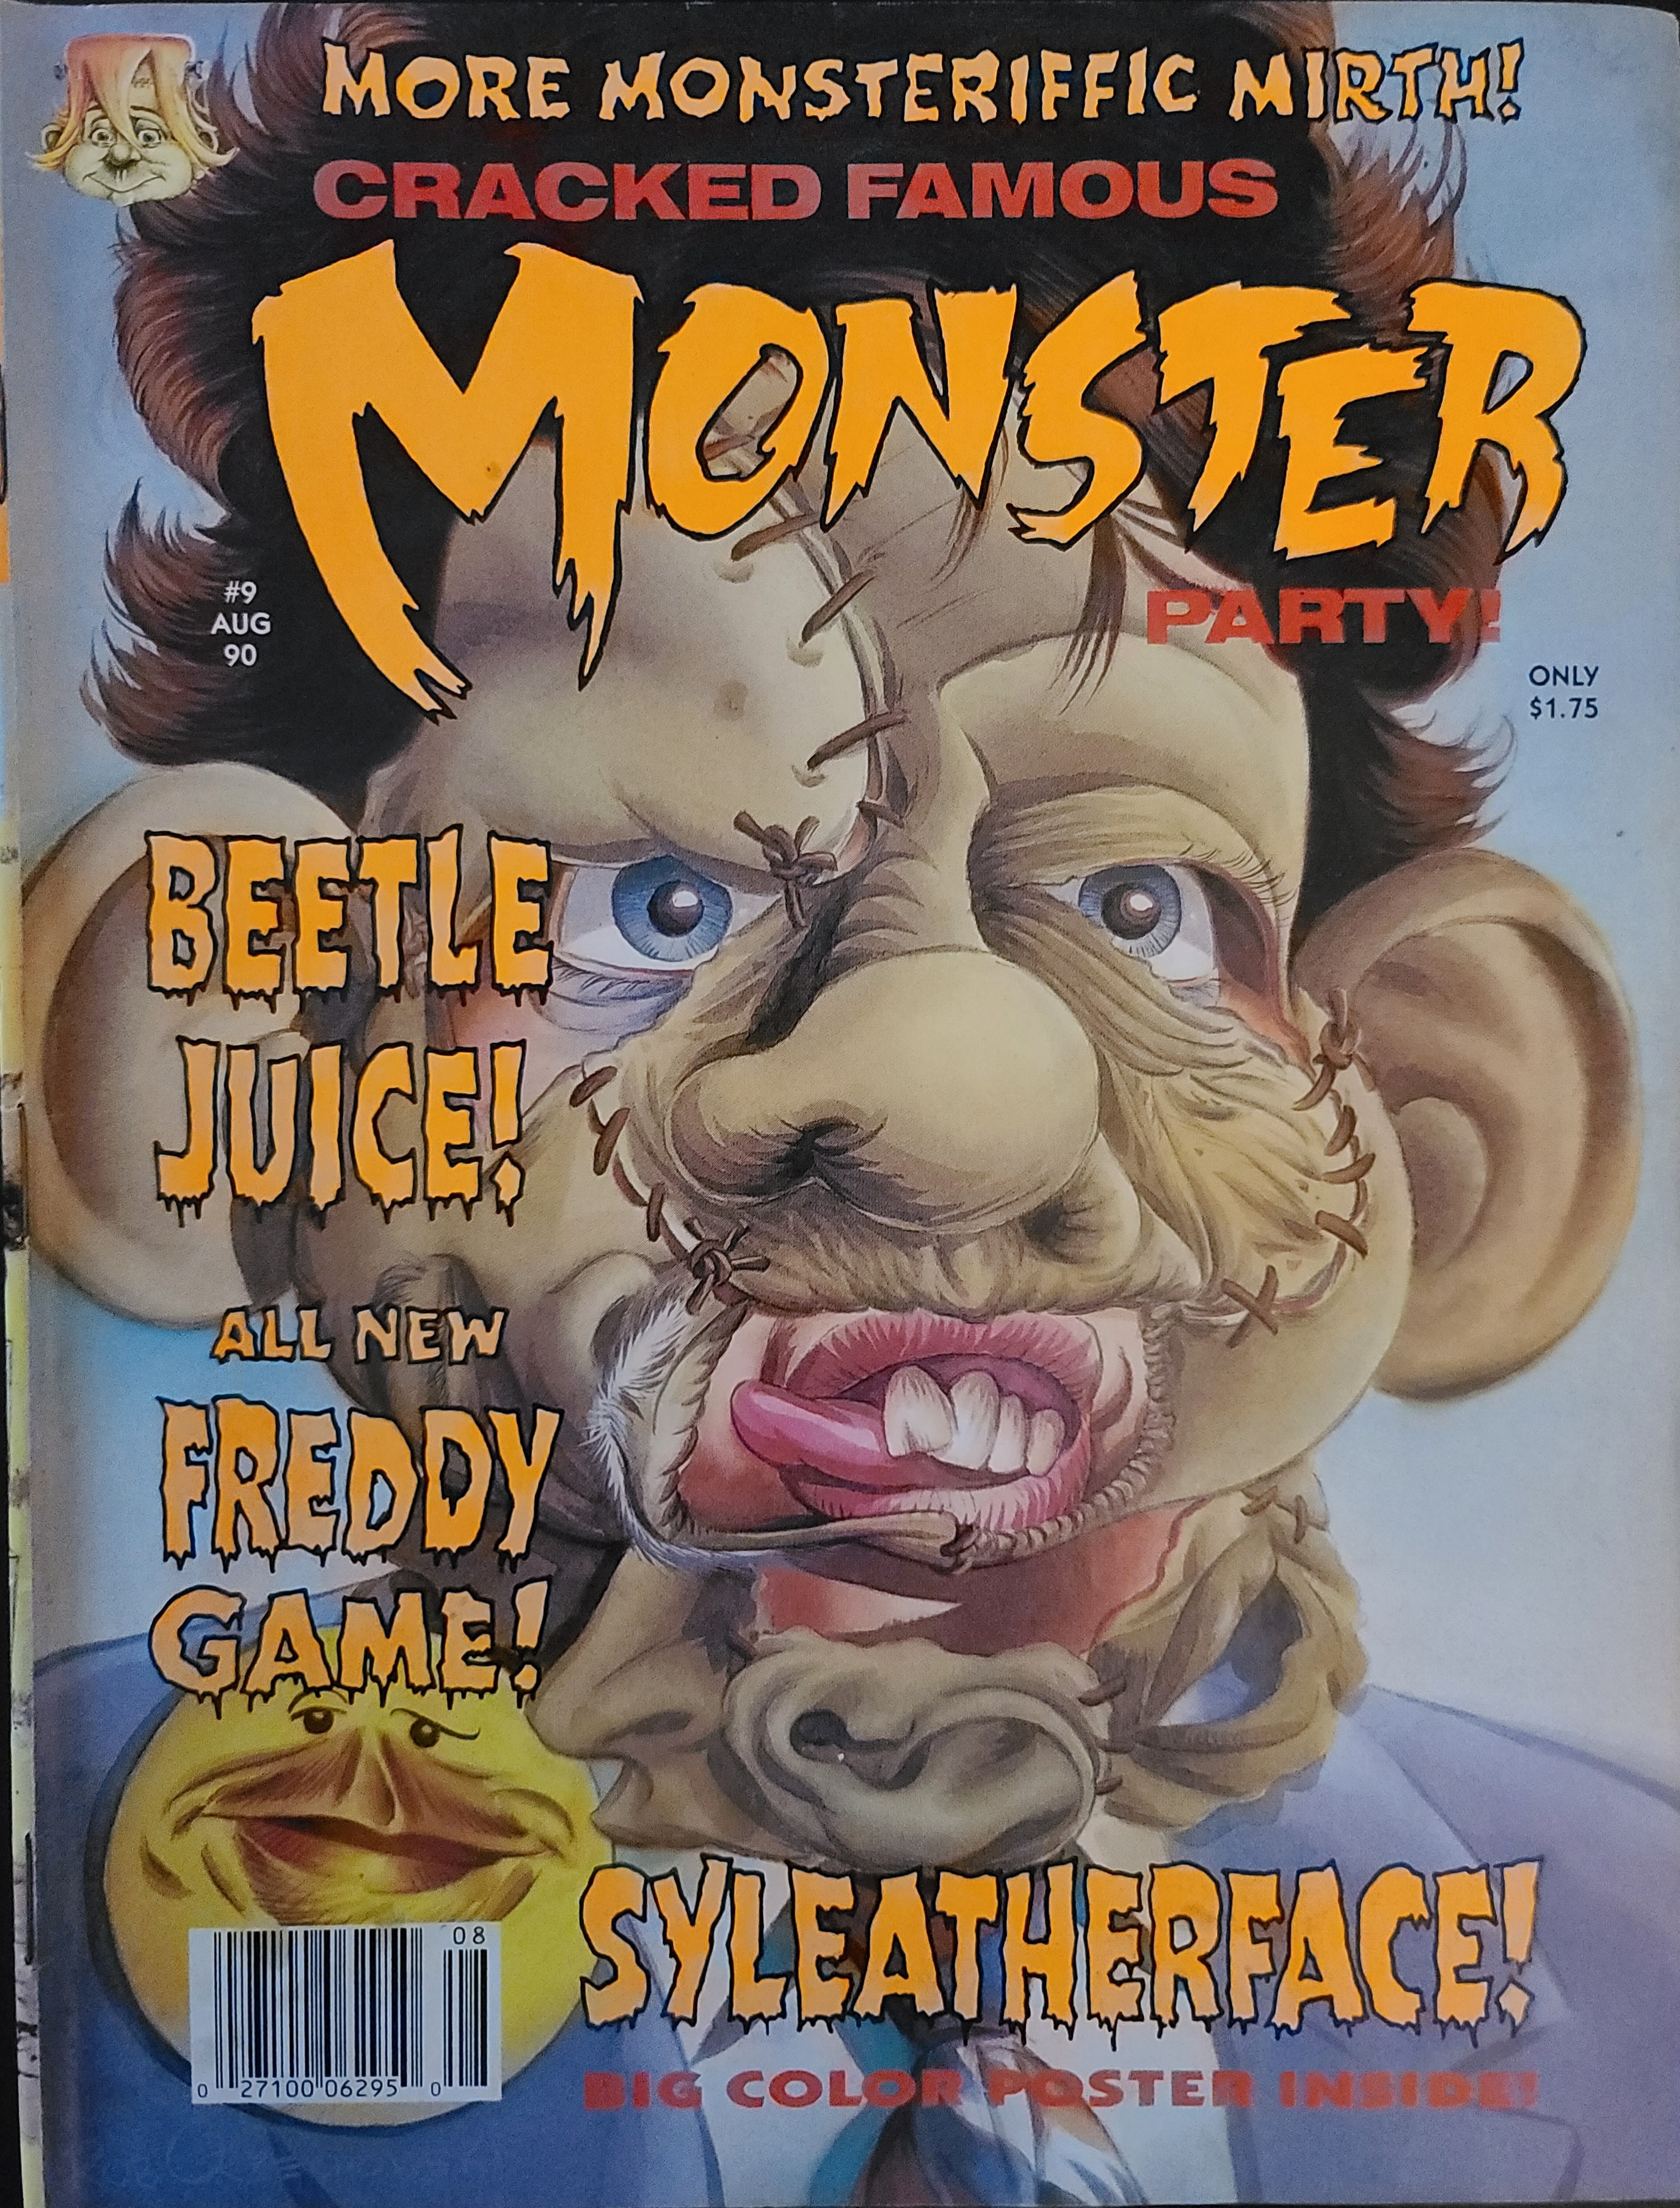 MORE MONSTERIFFIC MIRTH!
CRACKED FAMOUS
MONSTER
PARTY!
#9
AUG
90
ONLY
$1.75
BEETLE
JUICE!
ALL NEW
FREDDY
GAME!
SYLEATHERFACE!
BIG COLOR POSTER INSIDE!
08
0 27100 06295 0